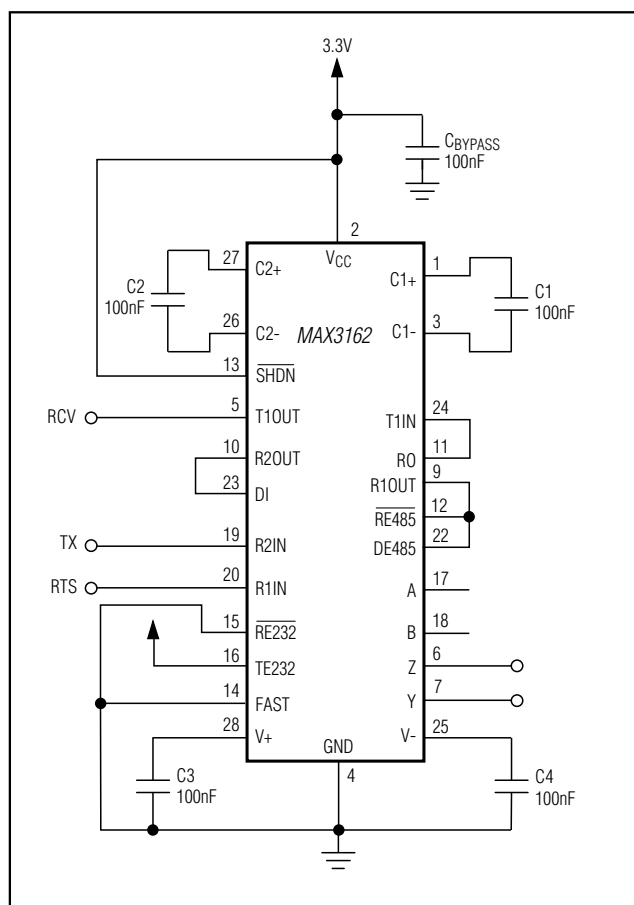 3.3V
CBYPASS
100nF
2
VCC
27
C2+
1
C1+
C2
100nF
C1
100nF
26
C2-
MAX3162
3
C1-
13
SHDN
RCV
5
T1OUT
24
T1IN
10
R2OUT
11
RO
9
R1OUT
23
DI
12
RE485
22
DE485
TX
19
R2IN
RTS
20
R1IN
17
A
15
RE232
18
B
16
TE232
6
Z
14
FAST
7
Y
28
V+
25
V-
GND
4
C3
100nF
C4
100nF